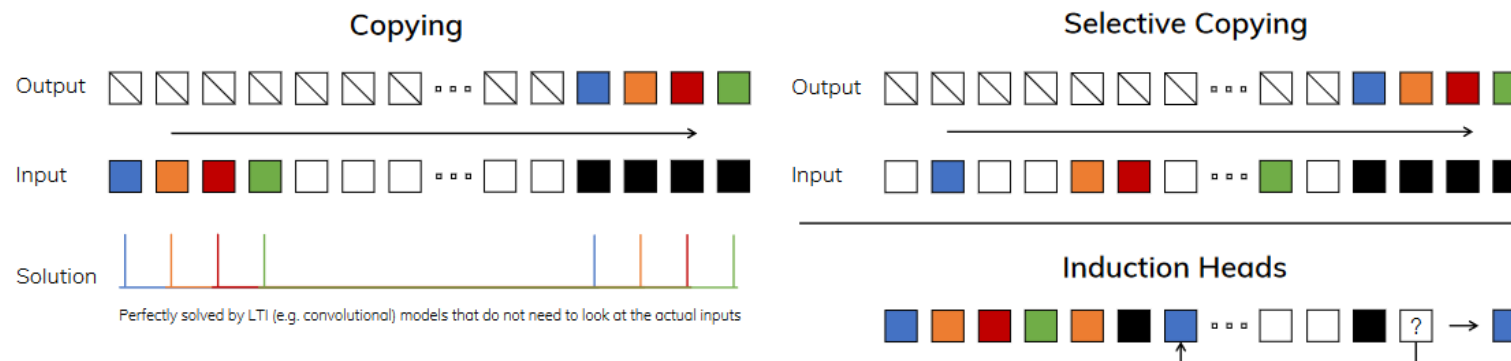 Copying
Output
Input
Solution
Perfectly solved by LTI (e.g. convolutional) models that do not need to look at the actual inputs
Selective Copying
Output
Input
Induction Heads
?